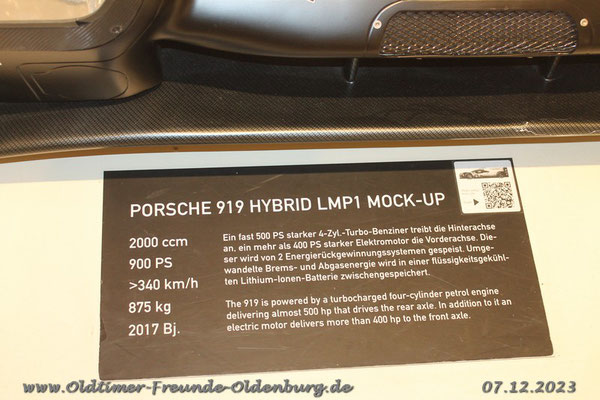 PORSCHE 919 HYBRID LMP1 MOCK-UP
2000 ccm
900 PS
>340 km/h
875 kg
2017 Bj.
Ein fast 500 PS starker 4-Zyl.-Turbo-Benziner treibt die Hinterachse
an, ein mehr als 400 PS starker Elektromotor die Vorderachse. Die-
ser wird von 2 Energierückgewinnungssystemen gespeist. Umge-
wandelte Brems- und Abgasenergie wird in einer flüssigkeitsgekühl-
ten Lithium-Ionen-Batterie zwischengespeichert.
The 919 is powered by a turbocharged four-cylinder petrol engine
delivering almost 500 hp that drives the rear axle. In addition to it an
electric motor delivers more than 400 hp to the front axle.
www.Oldtimer-Freunde-Oldenburg.de
07.12.2023